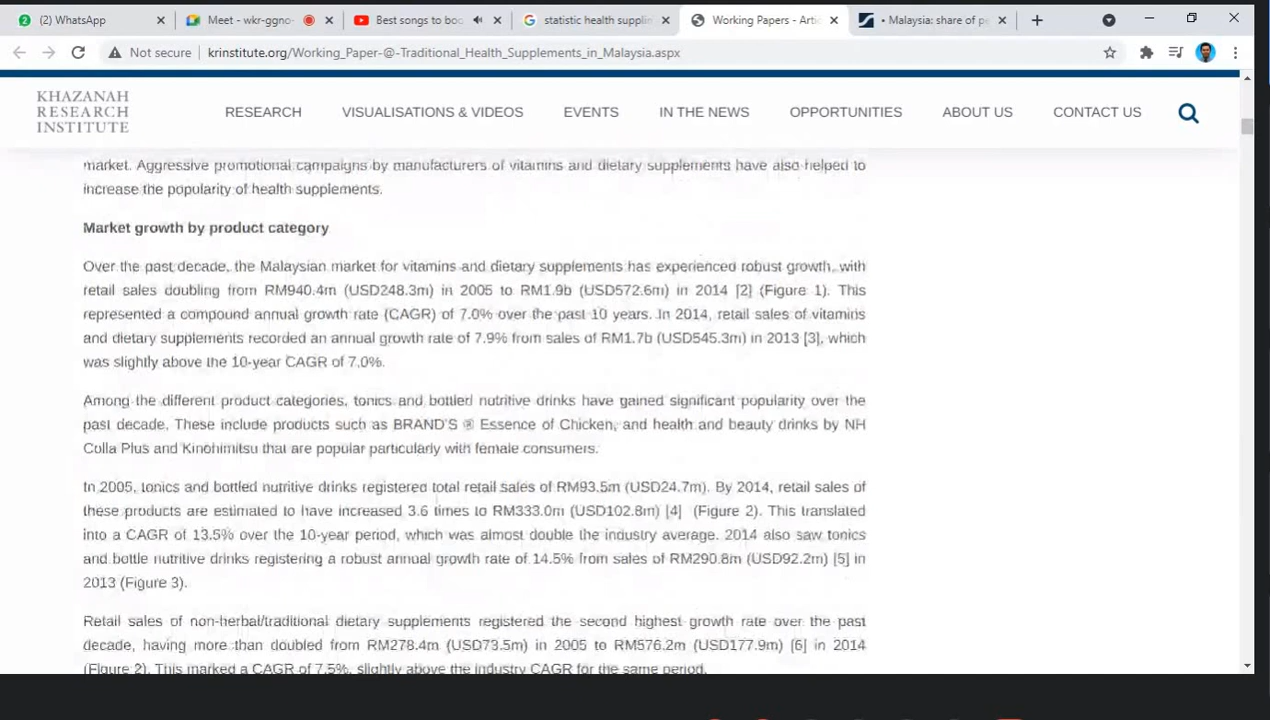 (2) WhatsApp
Meet - wkr-ggno-
Best songs to boo
statistic health supplin
Working Papers - Artic
• Malaysia: share of pe
Not secure
krinstitute.org/Working_Paper-@-Traditional_Health_Supplements_in_Malaysia.aspx
KHAZANAH
RESEARCH
INSTITUTE
RESEARCH
VISUALISATIONS & VIDEOS
EVENTS
IN THE NEWS
OPPORTUNITIES
ABOUT US
CONTACT US
market. Aggressive promotional campaigns by manufacturers of vitamins and dietary supplements have also helped to
increase the popularity of health supplements.
Market growth by product category
Over the past decade, the Malaysian market for vitamins and dietary supplements has experienced robust growth, with
retail sales doubling from RM940.4m (USD248.3m) in 2005 to RM1.9b (USD572.6m) in 2014 [2] (Figure 1). This
represented a compound annual growth rate (CAGR) of 7.0% over the past 10 years. In 2014, retail sales of vitamins
and dietary supplements recorded an annual growth rate of 7.9% from sales of RM1.7b (USD545.3m) in 2013 [3], which
was slightly above the 10-year CAGR of 7.0%.
Among the different product categories, tonics and bottled nutritive drinks have gained significant popularity over the
past decade. These include products such as BRAND'S ® Essence of Chicken, and health and beauty drinks by NH
Colla Plus and Kinohimitsu that are popular particularly with female consumers.
In 2005, tonics and bottled nutritive drinks registered total retail sales of RM93.5m (USD24.7m). By 2014, retail sales of
these products are estimated to have increased 3.6 times to RM333.0m (USD102.8m) [4] (Figure 2). This translated
into a CAGR of 13.5% over the 10-year period, which was almost double the industry average. 2014 also saw tonics
and bottle nutritive drinks registering a robust annual growth rate of 14.5% from sales of RM290.8m (USD92.2m) [5] in
2013 (Figure 3).
Retail sales of non-herbal/traditional dietary supplements registered the second highest growth rate over the past
decade, having more than doubled from RM278.4m (USD73.5m) in 2005 to RM576.2m (USD177.9m) [6] in 2014
(Figure 2). This marked a CAGR of 7.5%, slightly above the industry CAGR for the same period.